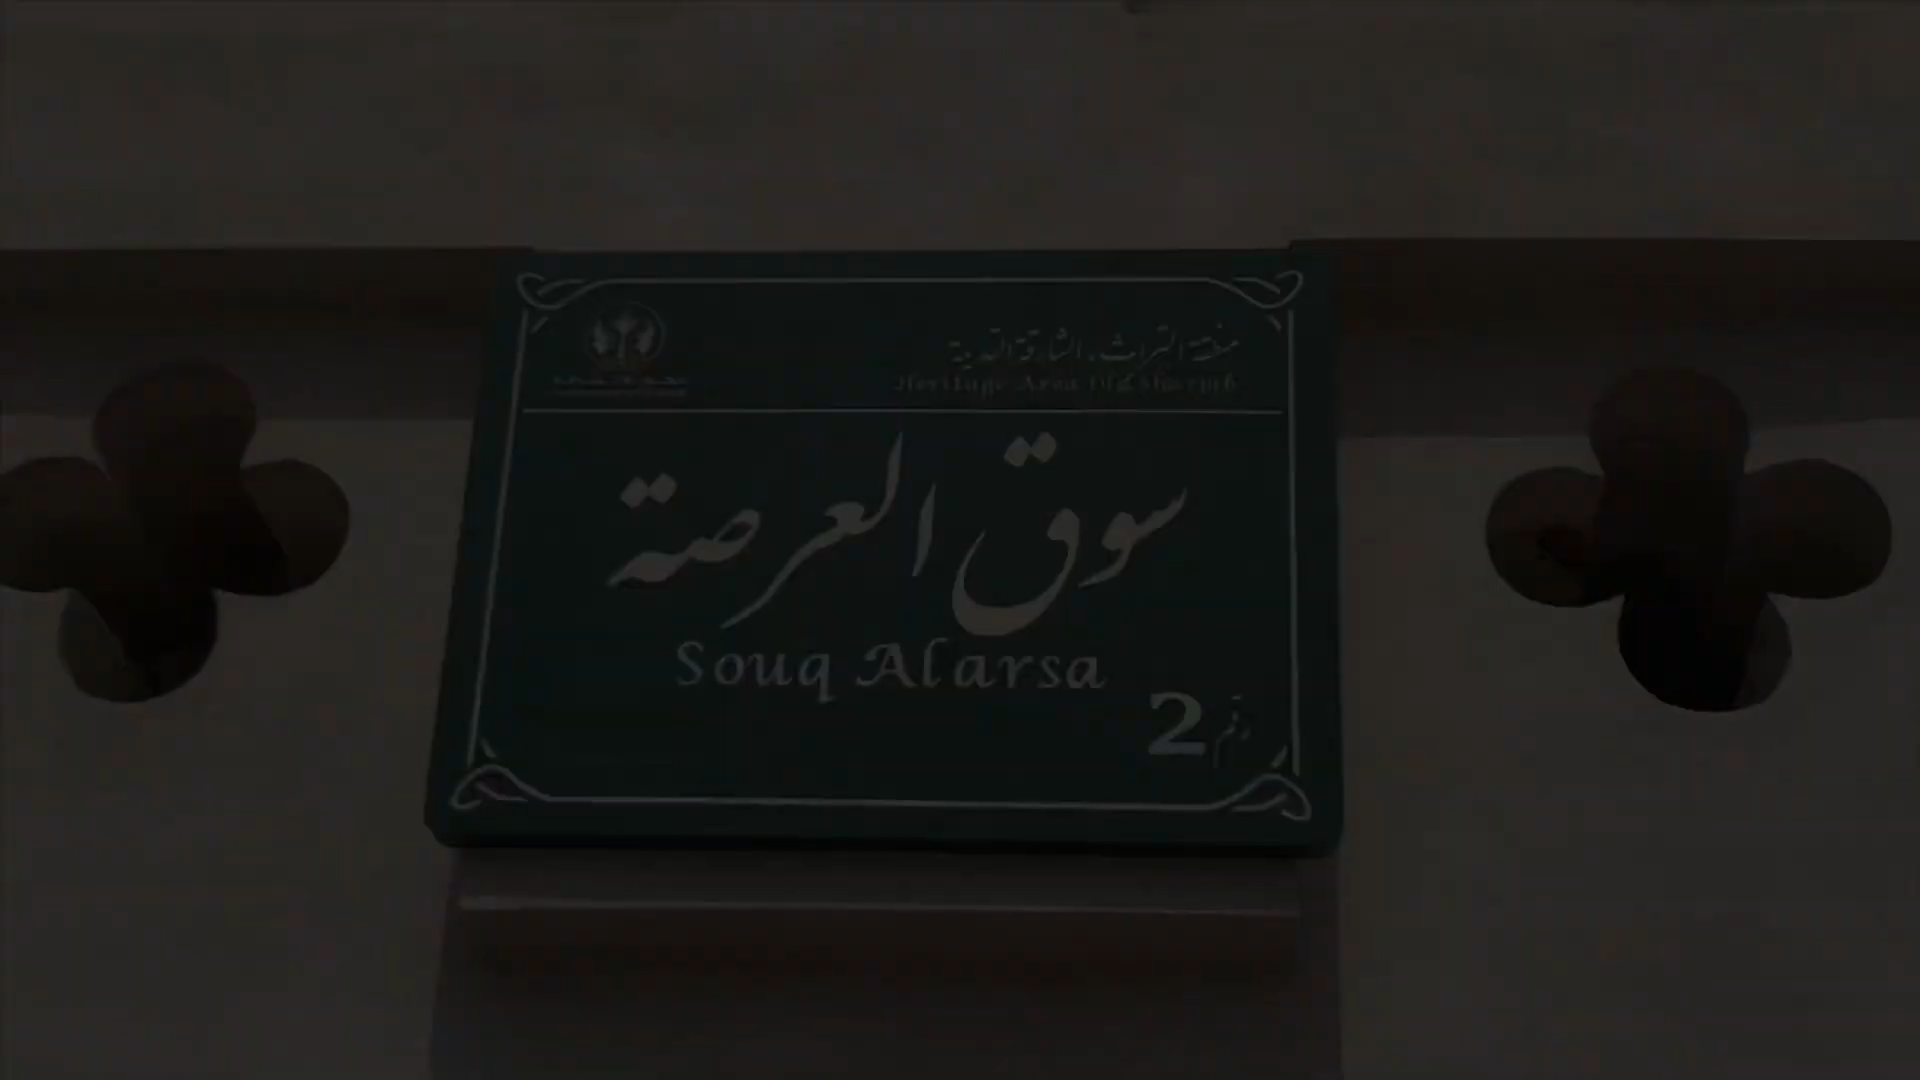 منطقة التراث، الشارقة القديمة
Heritage Area Old Sharjah
سوق العرصة
Souq Alarsa
رقم 2